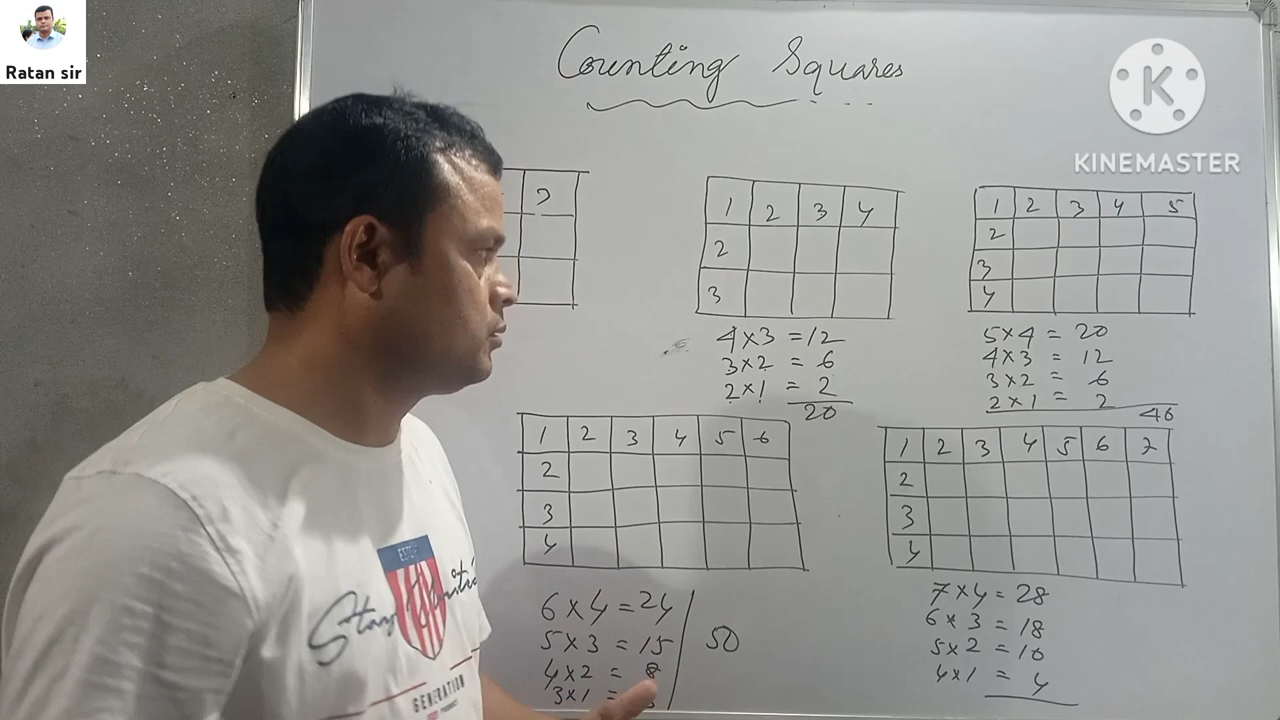 Ratan sir
Counting Squares
KINEMASTER
1 2 3 4
2
3
4×3 = 12
3×2 = 6
2×1 = 2
20
1 2 3 4 5
2
3
4
5×4 = 20
4×3 = 12
3×2 = 6
2×1 = 2
40
1 2 3 4 5 6
2
3
4
6×4 = 24
5×3 = 15
4×2 = 8
3×1 =
50
1 2 3 4 5 6 7
2
3
4
7×4 = 28
6×3 = 18
5×2 = 10
4×1 = 4
GENERATION